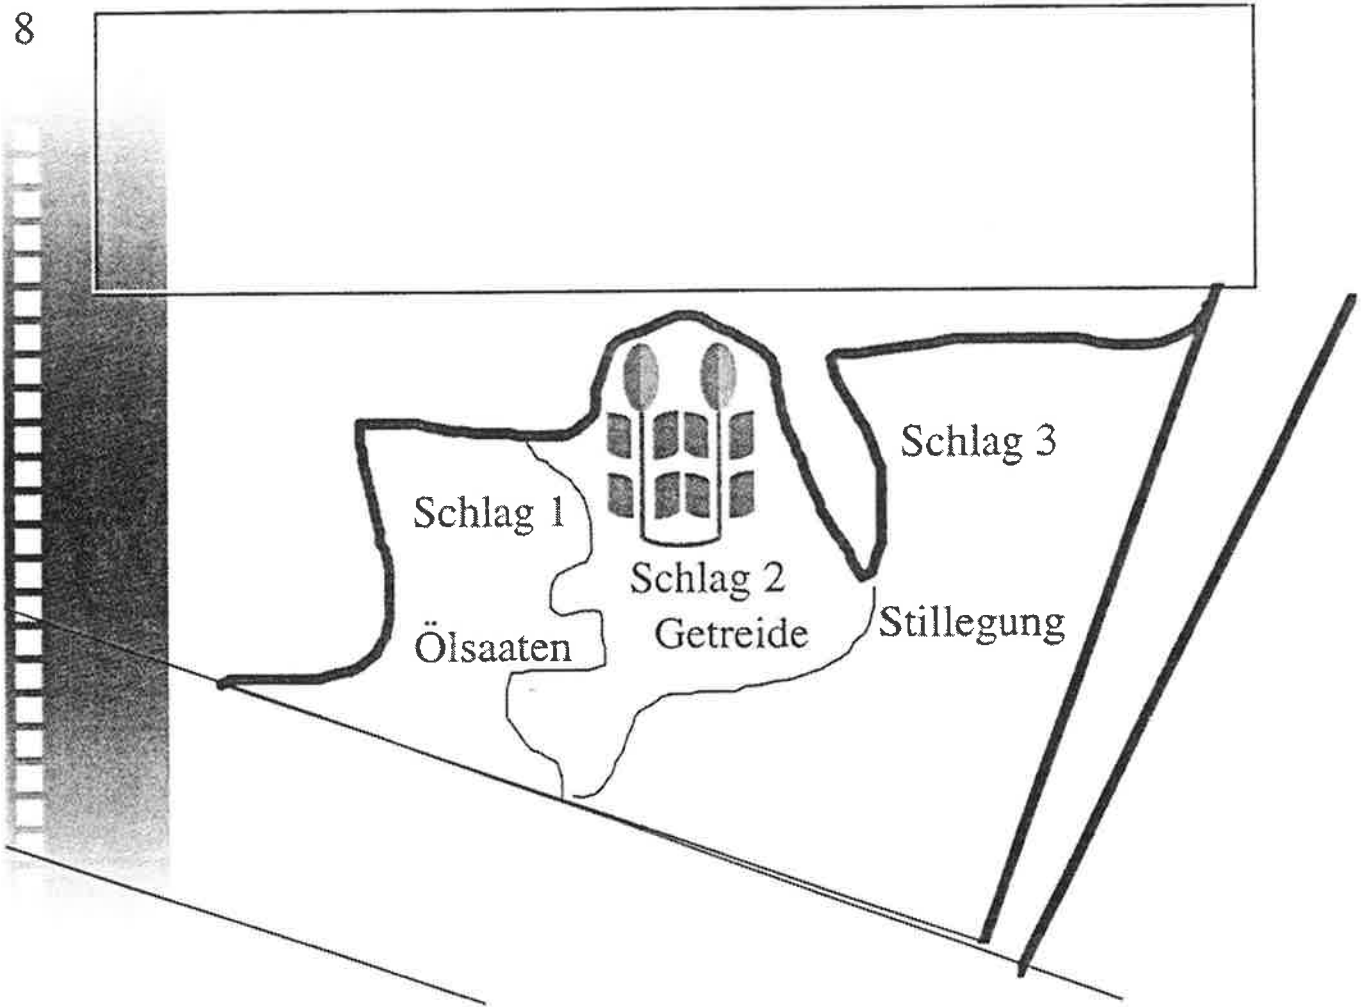 8
Schlag 3
Schlag 1
Schlag 2
Getreide
Stillegung
Ölsaaten